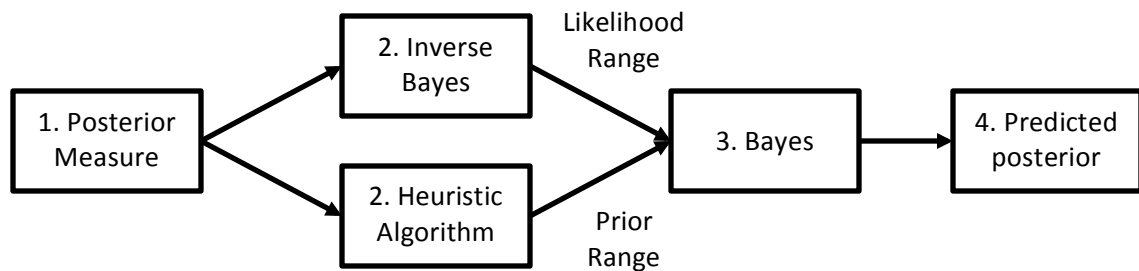 1. Posterior
Measure
2. Inverse
Bayes
Likelihood
Range
2. Heuristic
Algorithm
Prior
Range
3. Bayes
4. Predicted
posterior